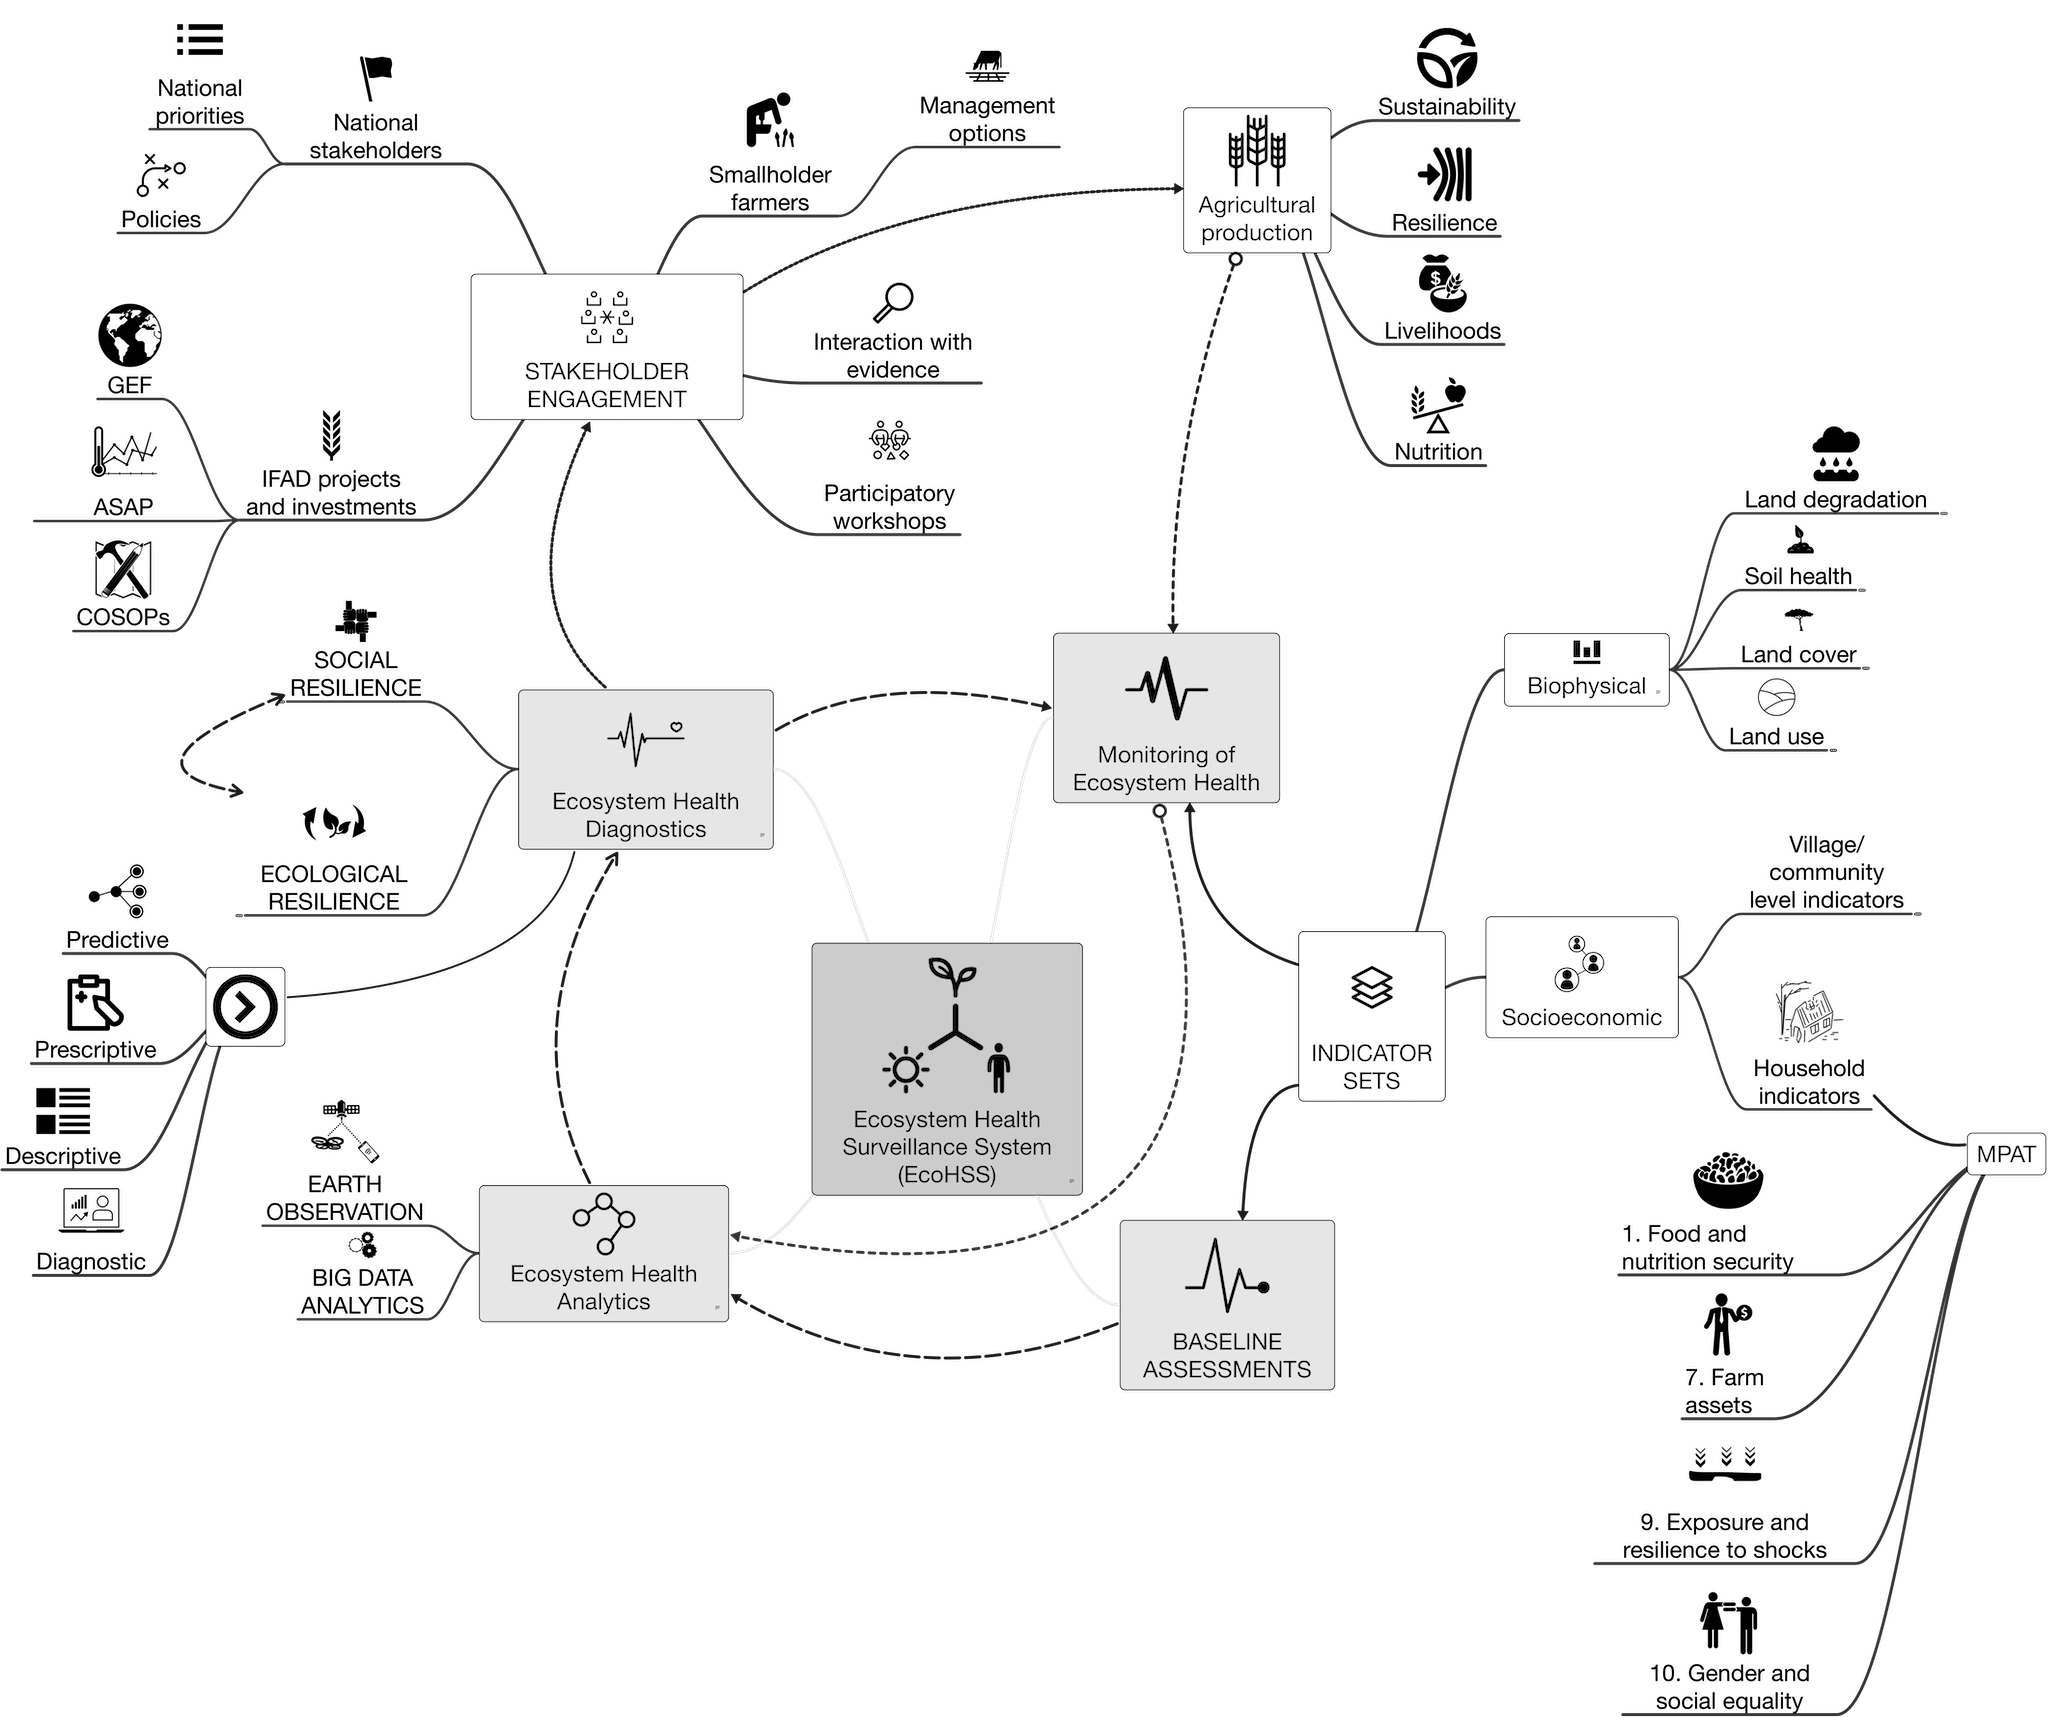 National
priorities
National
stakeholders
Policies
Smallholder
farmers
Management
options
Agricultural
production
Sustainability
Resilience
Livelihoods
Nutrition
STAKEHOLDER
ENGAGEMENT
Interaction with
evidence
Participatory
workshops
GEF
ASAP
COSOPs
IFAD projects
and investments
SOCIAL
RESILIENCE
ECOLOGICAL
RESILIENCE
Ecosystem Health
Diagnostics
Monitoring of
Ecosystem Health
Biophysical
Land degradation
Soil health
Land cover
Land use
Predictive
Prescriptive
Descriptive
Diagnostic
EARTH
OBSERVATION
BIG DATA
ANALYTICS
Ecosystem Health
Analytics
Ecosystem Health
Surveillance System
(EcoHSS)
BASELINE
ASSESSMENTS
INDICATOR
SETS
Socioeconomic
Village/
community
level indicators
Household
indicators
MPAT
1. Food and
nutrition security
7. Farm
assets
9. Exposure and
resilience to shocks
10. Gender and
social equality